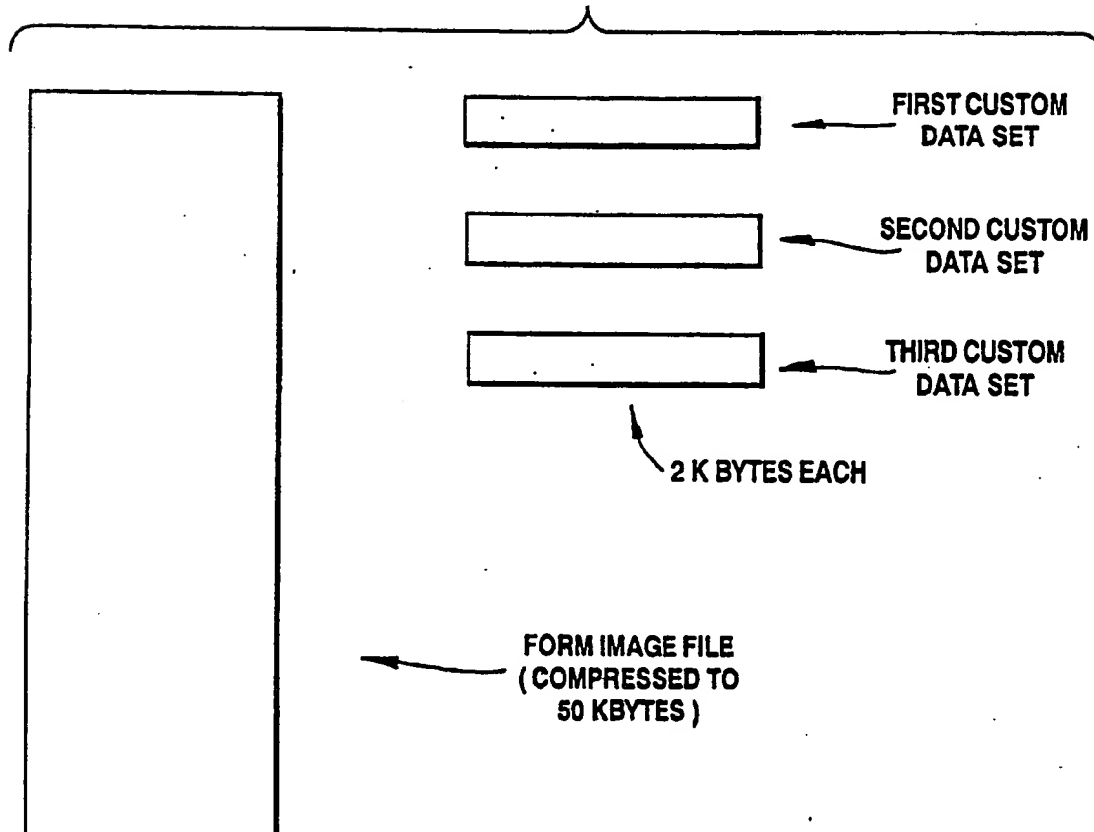 FIRST CUSTOM
DATA SET
SECOND CUSTOM
DATA SET
THIRD CUSTOM
DATA SET
2 K BYTES EACH
FORM IMAGE FILE
( COMPRESSED TO
50 KBYTES )